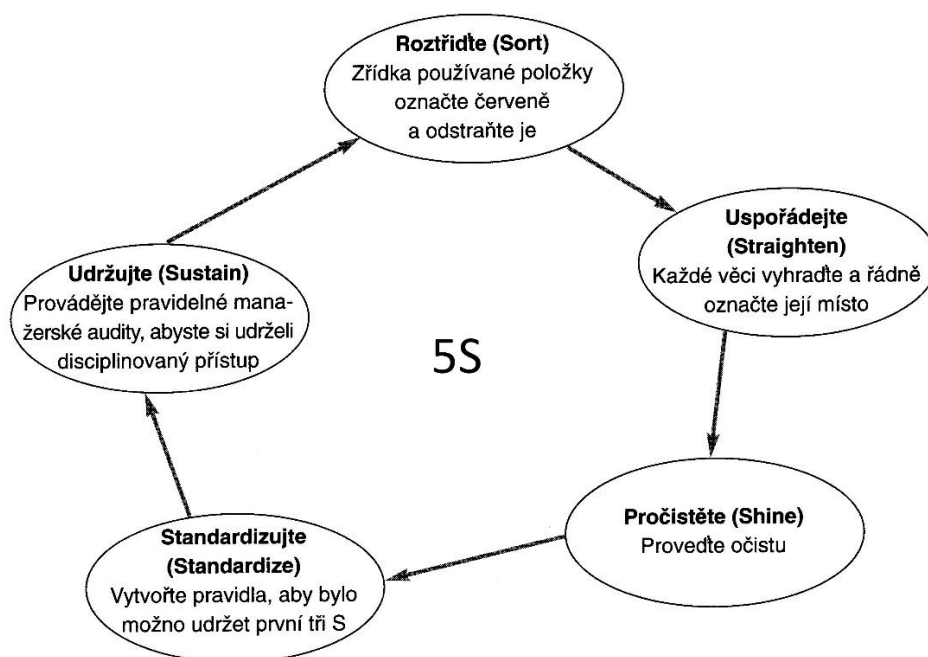 Roztřiďte (Sort)
Zřídka používané položky
označte červeně
a odstraňte je
Uspořádejte
(Straighten)
Každé věci vyhraďte a řádně
označte její místo
Pročistěte (Shine)
Proveďte očistu
Standardizujte
(Standardize)
Vytvořte pravidla, aby bylo
možno udržet první tři S
Udržujte (Sustain)
Provádějte pravidelné mana-
žerské audity, abyste si udrželi
disciplinovaný přístup
5S